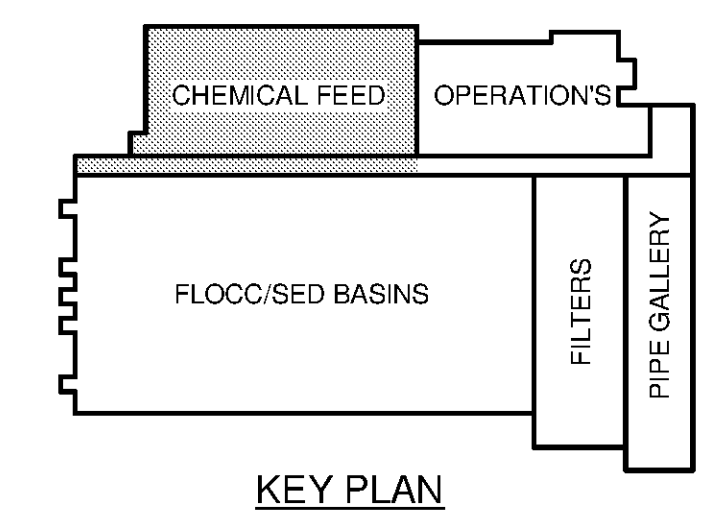 CHEMICAL FEED
OPERATION'S
FLOCC/SED BASINS
FILTERS
PIPE GALLERY
KEY PLAN